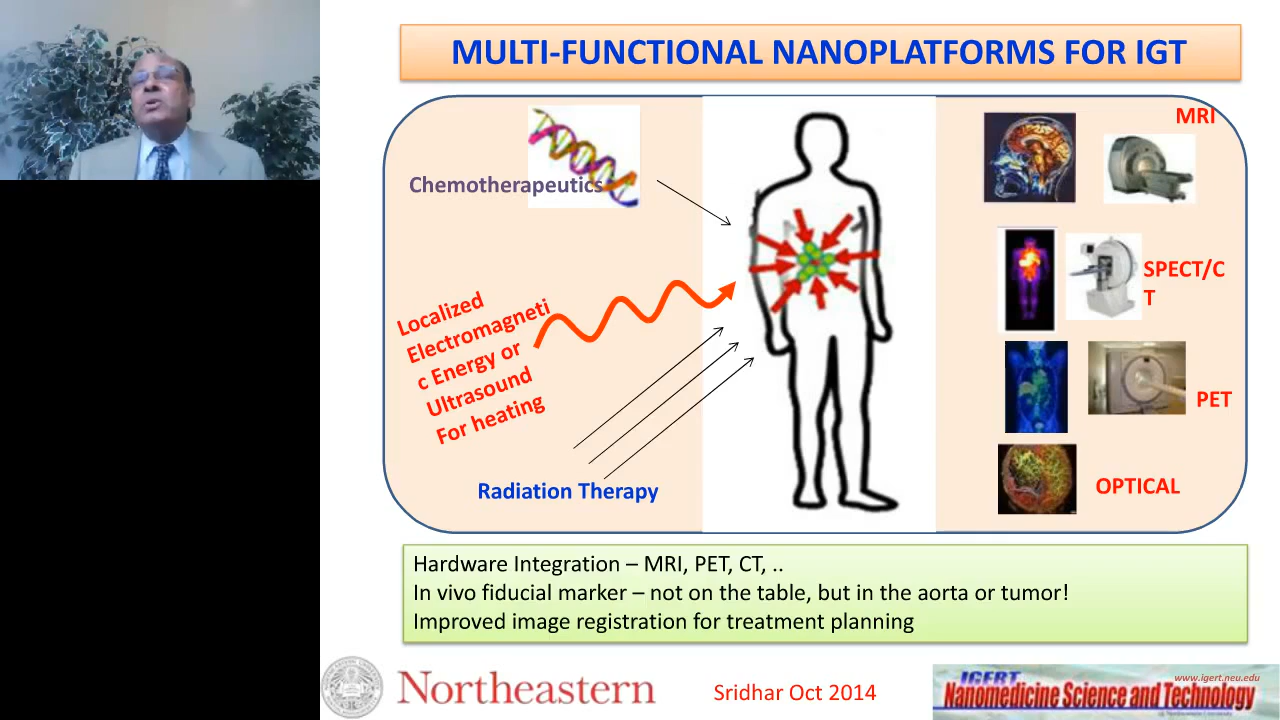 MULTI-FUNCTIONAL NANOPLATFORMS FOR IGT
Chemotherapeutics
Localized
Electromagneti
c Energy or
Ultrasound
For heating
Radiation Therapy
MRI
SPECT/C
T
PET
OPTICAL
Hardware Integration – MRI, PET, CT, ..
In vivo fiducial marker – not on the table, but in the aorta or tumor!
Improved image registration for treatment planning
Northeastern
Sridhar Oct 2014
IGERT
www.igert.neu.edu
Nanomedicine Science and Technology